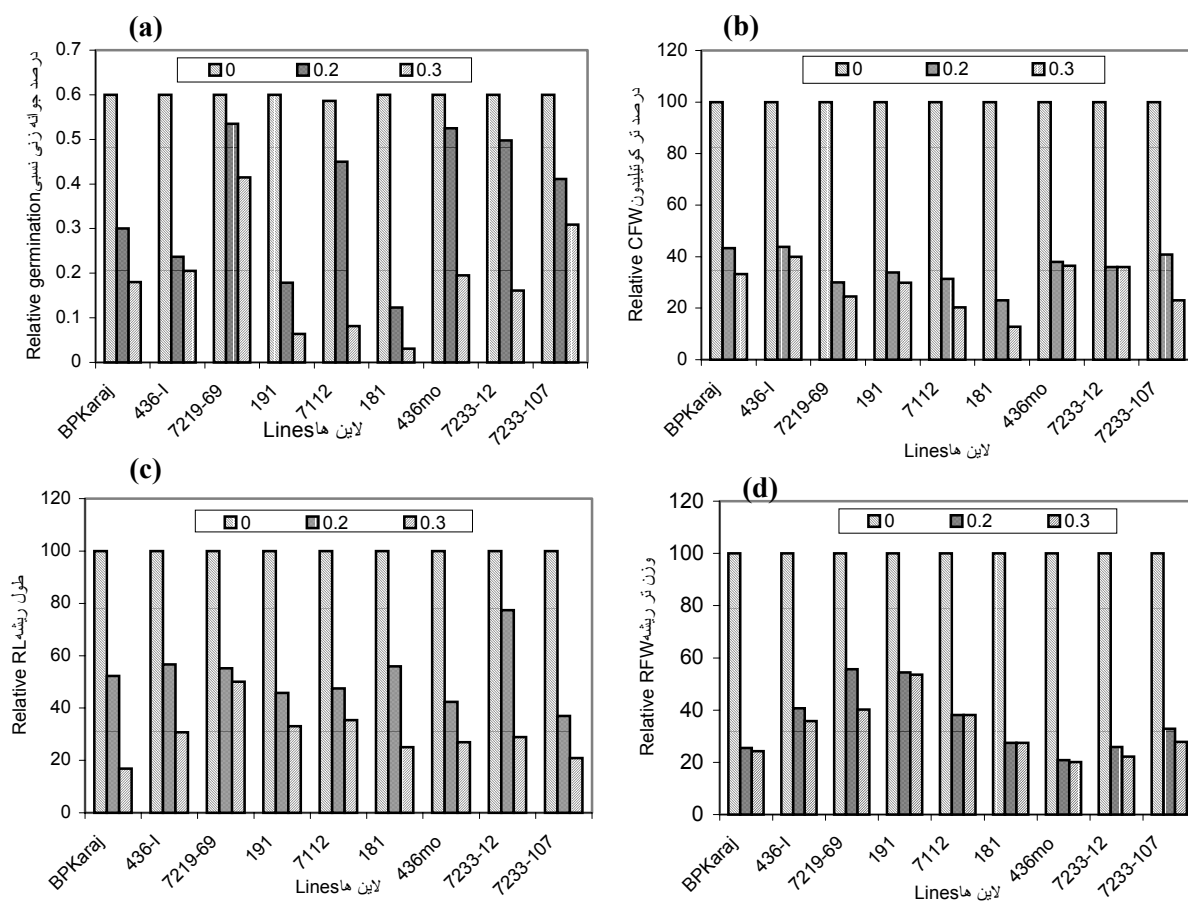 (a)
0 0.2 0.3
0.7
0.6
0.5
0.4
0.3
0.2
0.1
0
Relative germination درصد جوانه زنی نسبی
BPKaraj
436-I
7219-69
191
7112
181
436mo
7233-12
7233-107
Lines لاین ها
(b)
0 0.2 0.3
120
100
80
60
40
20
0
Relative CFW درصد تر کوتیلیدون
BPKaraj
436-I
7219-69
191
7112
181
436mo
7233-12
7233-107
Lines لاین ها
(c)
0 0.2 0.3
120
100
80
60
40
20
0
Relative RL طول ریشه
BPKaraj
436-I
7219-69
191
7112
181
436mo
7233-12
7233-107
Lines لاین ها
(d)
0 0.2 0.3
120
100
80
60
40
20
0
Relative RFW وزن تر ریشه
BPKaraj
436-I
7219-69
191
7112
181
436mo
7233-12
7233-107
Lines لاین ها